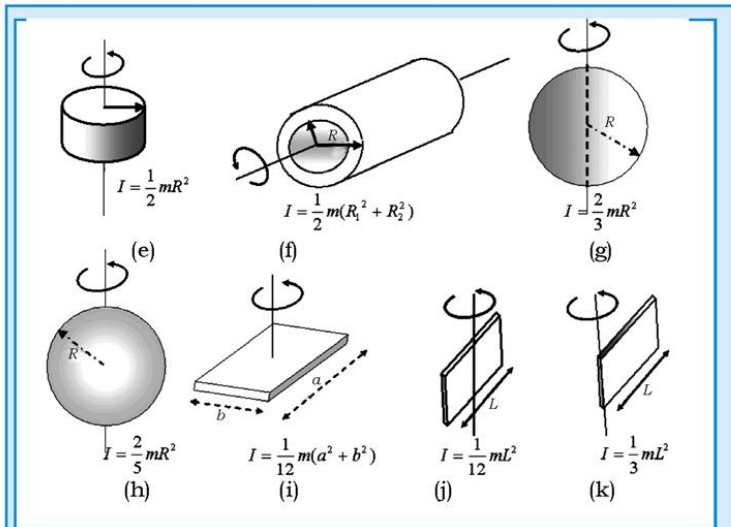 R
R
I = 1/2 mR²
I = 1/2 m(R₁² + R₂²)
I = 2/3 mR²
(e)
(f)
(g)
R
a
b
L
L
I = 2/5 mR²
I = 1/12 m(a² + b²)
I = 1/12 mL²
I = 1/3 mL²
(h)
(i)
(j)
(k)